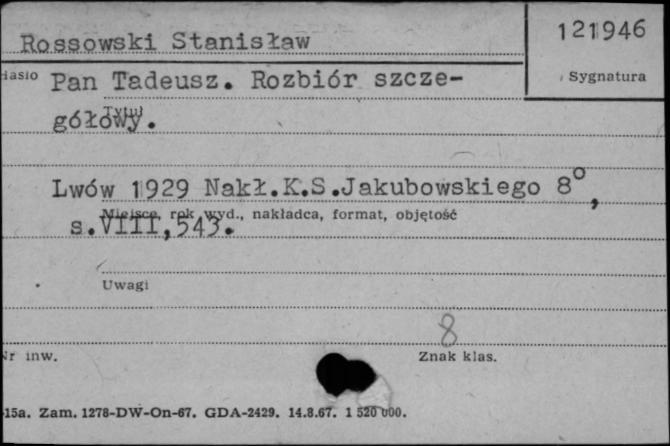 Rossowski Stanisław
121946
Hasło
Sygnatura
Pan Tadeusz. Rozbiór szcze-
Tytuł
gółowy.
Lwów 1929 Nakł.K.S.Jakubowskiego 8°,
Miejsce, rok wyd., nakładca, format, objętość
s.VIII,543.
Uwagi
8
Nr inw.
Znak klas.
-15a. Zam. 1278-DW-On-67. GDA-2429. 14.8.67. 1 520 000.